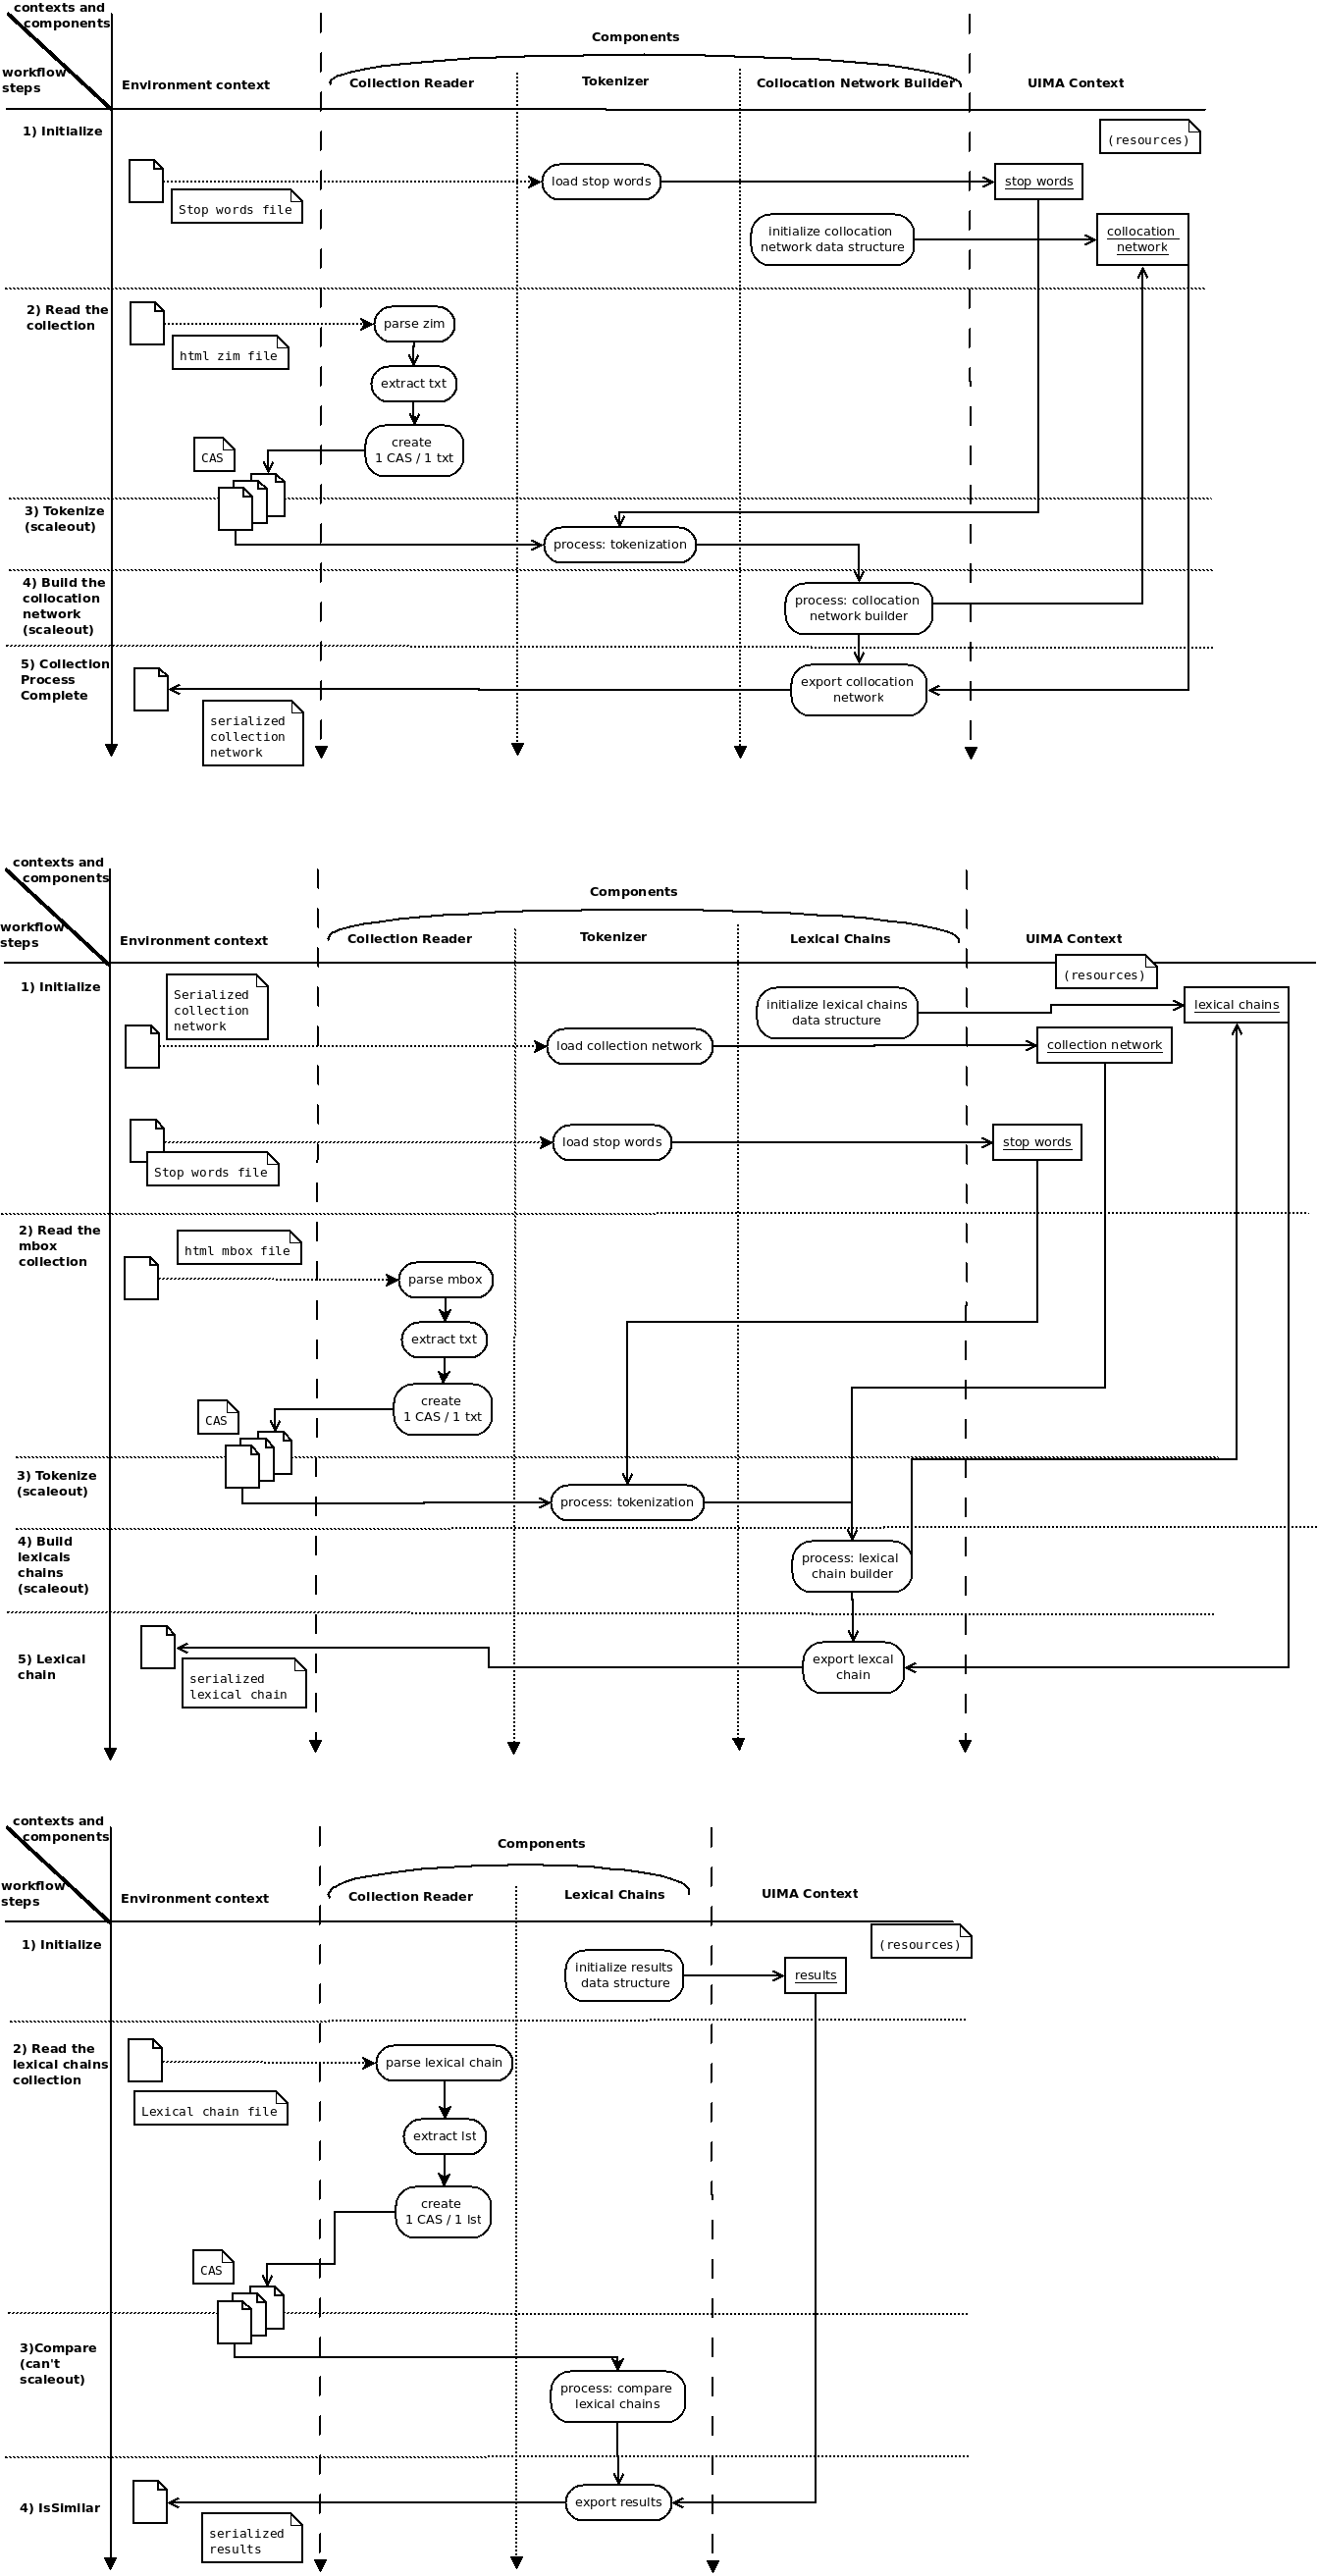 contexts and
components
Components
workflow
steps
Environment context
Collection Reader
Tokenizer
Collocation Network Builder
UIMA Context
1) Initialize
(resources)
Stop words file
load stop words
stop words
initialize collocation
network data structure
collocation
network
2) Read the
collection
html zim file
parse zim
extract txt
create
1 CAS / 1 txt
CAS
3) Tokenize
(scaleout)
process: tokenization
4) Build the
collocation
network
(scaleout)
process: collocation
network builder
5) Collection
Process
Complete
export collocation
network
serialized
collection
network
contexts and
components
Components
workflow
steps
Environment context
Collection Reader
Tokenizer
Lexical Chains
UIMA Context
(resources)
1) Initialize
Serialized
collection
network
initialize lexical chains
data structure
lexical chains
load collection network
collection network
load stop words
stop words
Stop words file
2) Read the
mbox
collection
html mbox file
parse mbox
extract txt
create
1 CAS / 1 txt
CAS
3) Tokenize
(scaleout)
process: tokenization
4) Build
lexicals
chains
(scaleout)
process: lexical
chain builder
5) Lexical
chain
export lexcal
chain
serialized
lexical chain
contexts and
components
Components
workflow
steps
Environment context
Collection Reader
Lexical Chains
UIMA Context
1) Initialize
(resources)
initialize results
data structure
results
2) Read the
lexical chains
collection
parse lexical chain
Lexical chain file
extract lst
create
1 CAS / 1 lst
CAS
3)Compare
(can't
scaleout)
process: compare
lexical chains
4) IsSimilar
export results
serialized
results